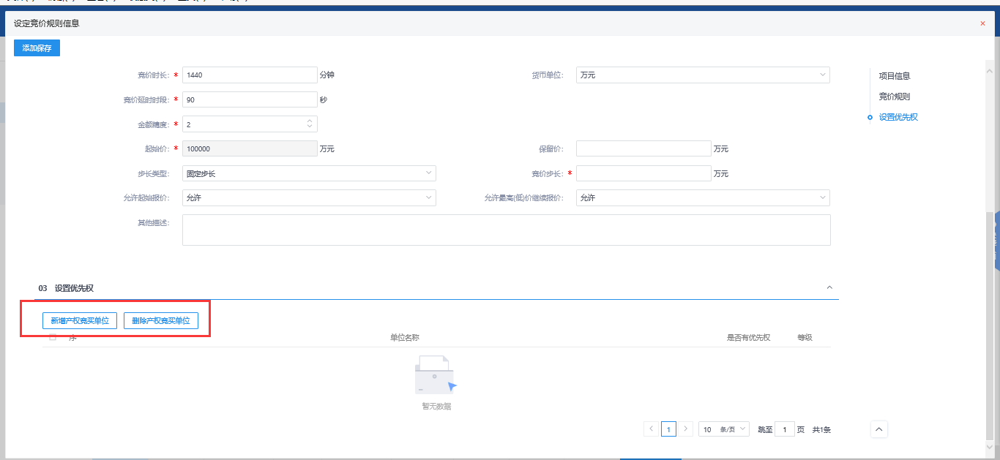 设定竞价规则信息
×
添加保存
竞价时长: * 1440 分钟 货币单位: 万元
竞价延时时段: * 90 秒
金额精度: * 2
起始价: * 100000 万元 保留价: 万元
步长类型: 固定步长 竞价步长: * 万元
允许起始报价: 允许 允许最高(低)价继续报价: 允许
其他描述:
项目信息
竞价规则
设置优先权
03 设置优先权
新增产权竞买单位 删除产权竞买单位
序 单位名称 是否有优先权 等级
暂无数据
1 10 条/页 跳至 1 页 共1条